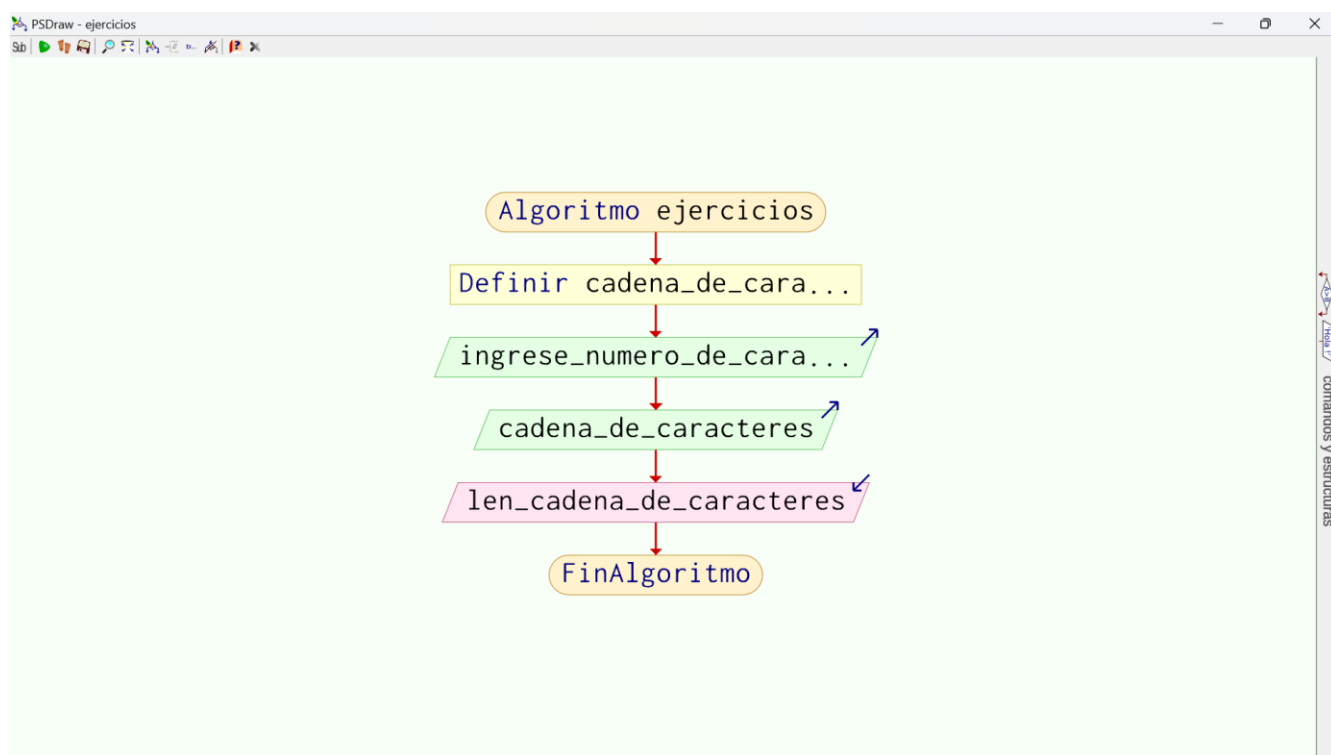 PSDraw - ejercicios
Sub
Algoritmo ejercicios
Definir cadena_de_cara...
ingrese_numero_de_cara...
cadena_de_caracteres
len_cadena_de_caracteres
FinAlgoritmo
comandos y estructuras